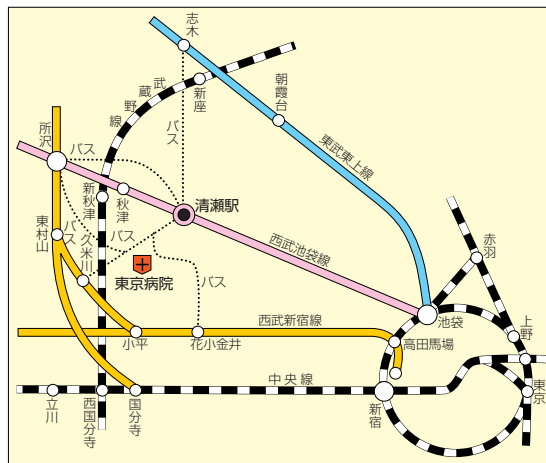 志木
武蔵野線
新座
朝霞台
バス
東武東上線
所沢
バス
新秋津
秋津
清瀬駅
東村山
バス
久米川
バス
東京病院
バス
西武池袋線
赤羽
池袋
上野
西武新宿線
小平
花小金井
高田馬場
中央線
立川
西国分寺
国分寺
新宿
東京